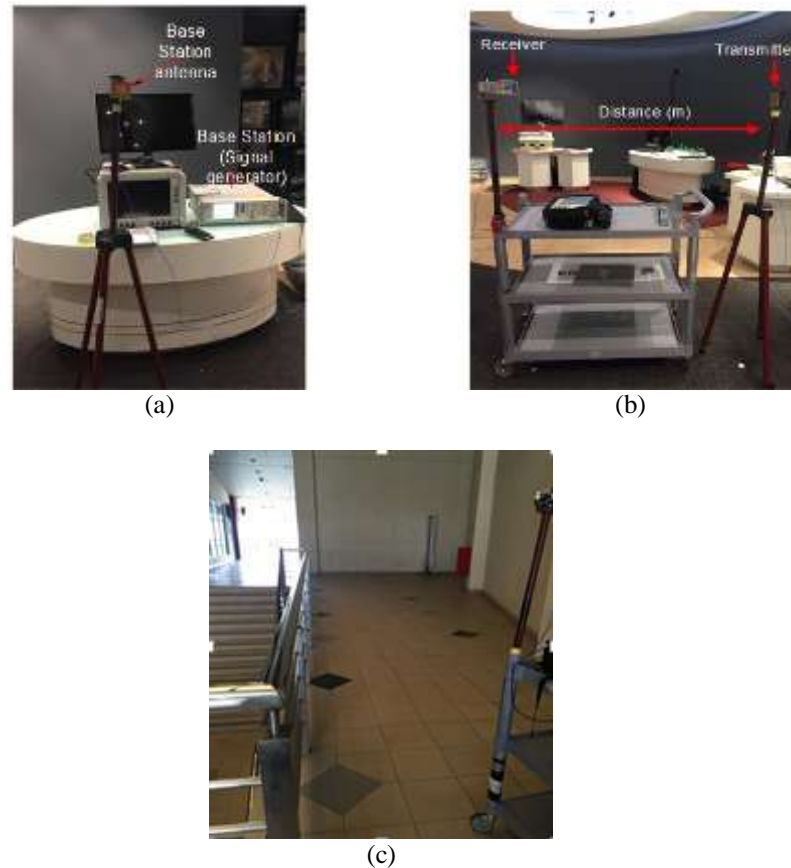 Base
Station
antenna
Base Station
(Signal
generator)
(a)
Receiver
Transmitte
Distance (m)
(b)
(c)